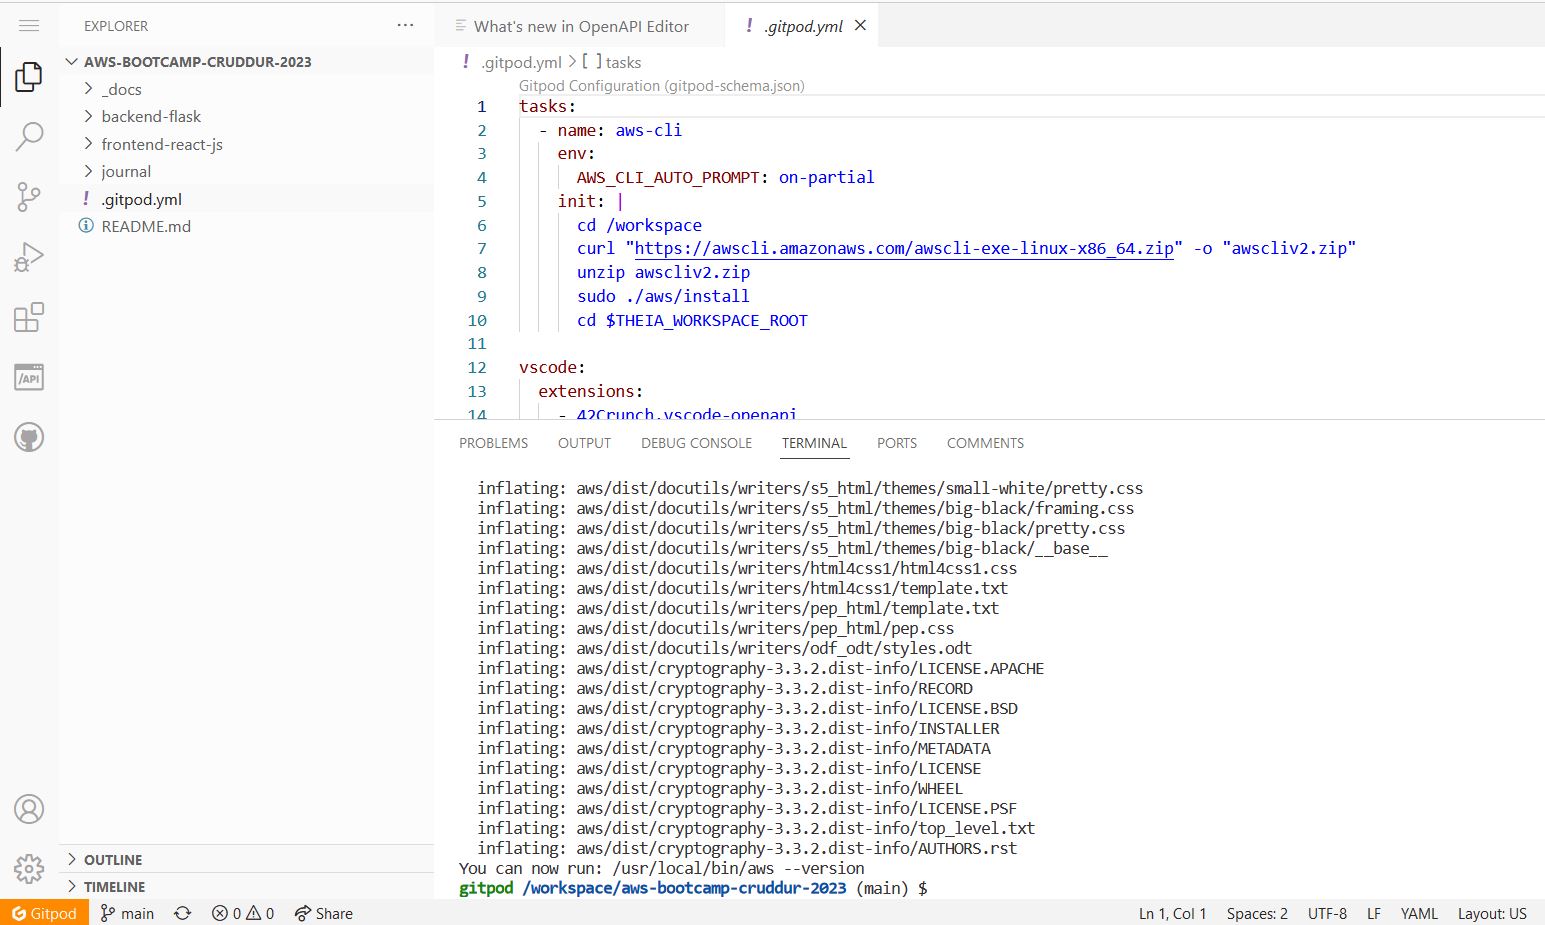 EXPLORER
AWS-BOOTCAMP-CRUDDUR-2023
_docs
backend-flask
frontend-react-js
journal
! .gitpod.yml
README.md
/API
OUTLINE
TIMELINE
What's new in OpenAPI Editor
! .gitpod.yml
! .gitpod.yml > [ ] tasks
Gitpod Configuration (gitpod-schema.json)
1 tasks:
2 - name: aws-cli
3 env:
4 AWS_CLI_AUTO_PROMPT: on-partial
5 init: |
6 cd /workspace
7 curl "https://awscli.amazonaws.com/awscli-exe-linux-x86_64.zip" -o "awscliv2.zip"
8 unzip awscliv2.zip
9 sudo ./aws/install
10 cd $THEIA_WORKSPACE_ROOT
11
12 vscode:
13 extensions:
14 - 42Crunch.vscode-openapi
PROBLEMS OUTPUT DEBUG CONSOLE TERMINAL PORTS COMMENTS
inflating: aws/dist/docutils/writers/s5_html/themes/small-white/pretty.css
inflating: aws/dist/docutils/writers/s5_html/themes/big-black/framing.css
inflating: aws/dist/docutils/writers/s5_html/themes/big-black/pretty.css
inflating: aws/dist/docutils/writers/s5_html/themes/big-black/__base__
inflating: aws/dist/docutils/writers/html4css1/html4css1.css
inflating: aws/dist/docutils/writers/html4css1/template.txt
inflating: aws/dist/docutils/writers/pep_html/template.txt
inflating: aws/dist/docutils/writers/pep_html/pep.css
inflating: aws/dist/docutils/writers/odf_odt/styles.odt
inflating: aws/dist/cryptography-3.3.2.dist-info/LICENSE.APACHE
inflating: aws/dist/cryptography-3.3.2.dist-info/RECORD
inflating: aws/dist/cryptography-3.3.2.dist-info/LICENSE.BSD
inflating: aws/dist/cryptography-3.3.2.dist-info/INSTALLER
inflating: aws/dist/cryptography-3.3.2.dist-info/METADATA
inflating: aws/dist/cryptography-3.3.2.dist-info/LICENSE
inflating: aws/dist/cryptography-3.3.2.dist-info/WHEEL
inflating: aws/dist/cryptography-3.3.2.dist-info/LICENSE.PSF
inflating: aws/dist/cryptography-3.3.2.dist-info/top_level.txt
inflating: aws/dist/cryptography-3.3.2.dist-info/AUTHORS.rst
You can now run: /usr/local/bin/aws --version
gitpod /workspace/aws-bootcamp-cruddur-2023 (main) $
Gitpod main 0 0 Share Ln 1, Col 1 Spaces: 2 UTF-8 LF YAML Layout: US